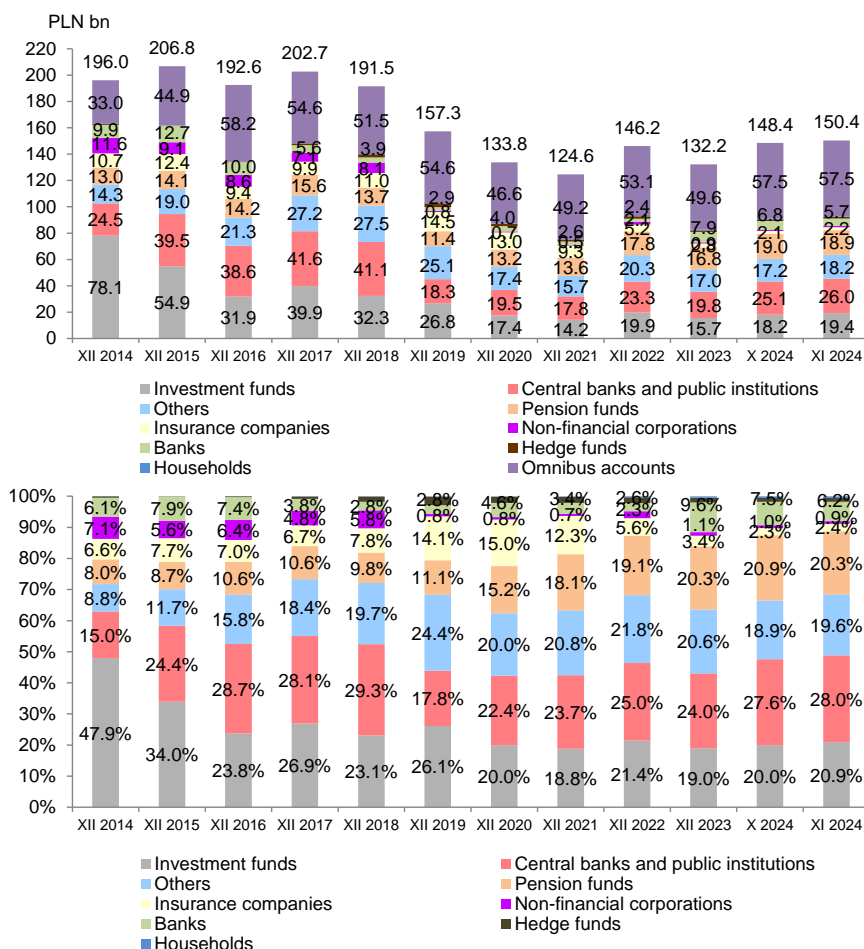 PLN bn
196.0 206.8 192.6 202.7 191.5 157.3 133.8 124.6 146.2 132.2 148.4 150.4
220
200
180
160
140
120
100
80
60
40
20
0
33.0 44.9 58.2 54.6 51.5 54.6 46.6 49.2 53.1 49.6 57.5 57.5
9.9 12.7 10.0 5.6 3.9 2.9 4.0 2.6 2.4 7.9 6.8 5.7
11.6 9.1 8.6 7.1 8.1 0.8 0.7 0.5 2.1 0.9 2.1 2.2
10.7 12.4 9.4 9.9 11.0 14.5 13.0 9.3 5.2 2.8
13.0 14.1 14.2 15.6 13.7 11.4 13.2 13.6 17.8 16.8 19.0 18.9
14.3 19.0 21.3 27.2 27.5 25.1 17.4 15.7 20.3 17.0 17.2 18.2
24.5 39.5 38.6 41.6 41.1 18.3 19.5 17.8 23.3 19.8 25.1 26.0
78.1 54.9 31.9 39.9 32.3 26.8 17.4 14.2 19.9 15.7 18.2 19.4
XII 2014 XII 2015 XII 2016 XII 2017 XII 2018 XII 2019 XII 2020 XII 2021 XII 2022 XII 2023 X 2024 XI 2024
Investment funds Central banks and public institutions
Others Pension funds
Insurance companies Non-financial corporations
Banks Hedge funds
Households Omnibus accounts
100%
90%
80%
70%
60%
50%
40%
30%
20%
10%
0%
6.1% 7.9% 7.4% 3.8% 2.8% 2.8% 4.6% 3.4% 2.6% 9.6% 7.5% 6.2%
7.1% 5.6% 6.4% 4.8% 5.8% 0.8% 0.8% 0.7% 1.0% 0.9%
6.6% 7.7% 7.0% 6.7% 7.8% 14.1% 15.0% 12.3% 5.6% 3.4% 2.3% 2.4%
8.0% 8.7% 10.6% 10.6% 9.8% 11.1% 15.2% 18.1% 19.1% 20.3% 20.9% 20.3%
8.8% 11.7% 15.8% 18.4% 19.7% 24.4% 20.0% 20.8% 21.8% 20.6% 18.9% 19.6%
15.0% 24.4% 28.7% 28.1% 29.3% 17.8% 22.4% 23.7% 25.0% 24.0% 27.6% 28.0%
47.9% 34.0% 23.8% 26.9% 23.1% 26.1% 20.0% 18.8% 21.4% 19.0% 20.0% 20.9%
XII 2014 XII 2015 XII 2016 XII 2017 XII 2018 XII 2019 XII 2020 XII 2021 XII 2022 XII 2023 X 2024 XI 2024
Investment funds Central banks and public institutions
Others Pension funds
Insurance companies Non-financial corporations
Banks Hedge funds
Households